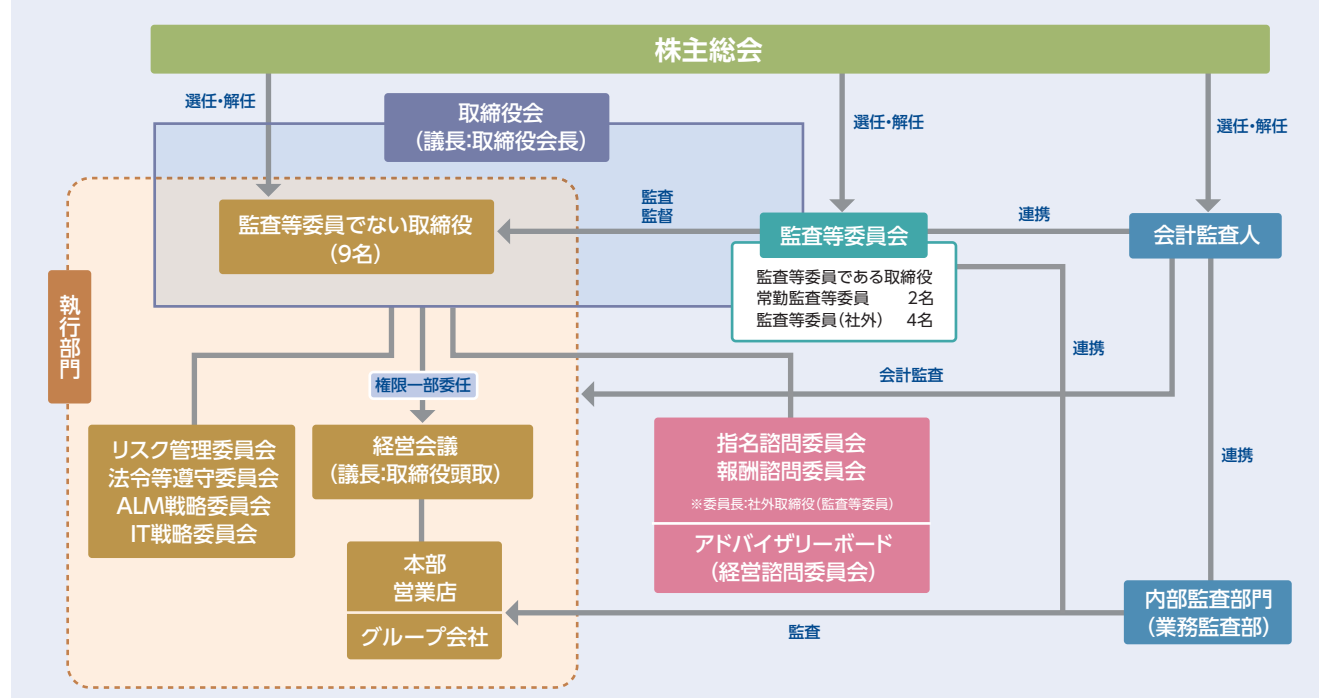 株主総会
選任・解任
取締役会
(議長:取締役会長)
選任・解任
選任・解任
監査等委員でない取締役
(9名)
監査
監督
監査等委員会
連携
会計監査人
監査等委員である取締役
常勤監査等委員 2名
監査等委員(社外) 4名
執行部門
連携
権限一部委任
会計監査
リスク管理委員会
法令等遵守委員会
ALM戦略委員会
IT戦略委員会
経営会議
(議長:取締役頭取)
指名諮問委員会
報酬諮問委員会
※委員長:社外取締役(監査等委員)
アドバイザリーボード
(経営諮問委員会)
連携
本部
営業店
グループ会社
監査
内部監査部門
(業務監査部)